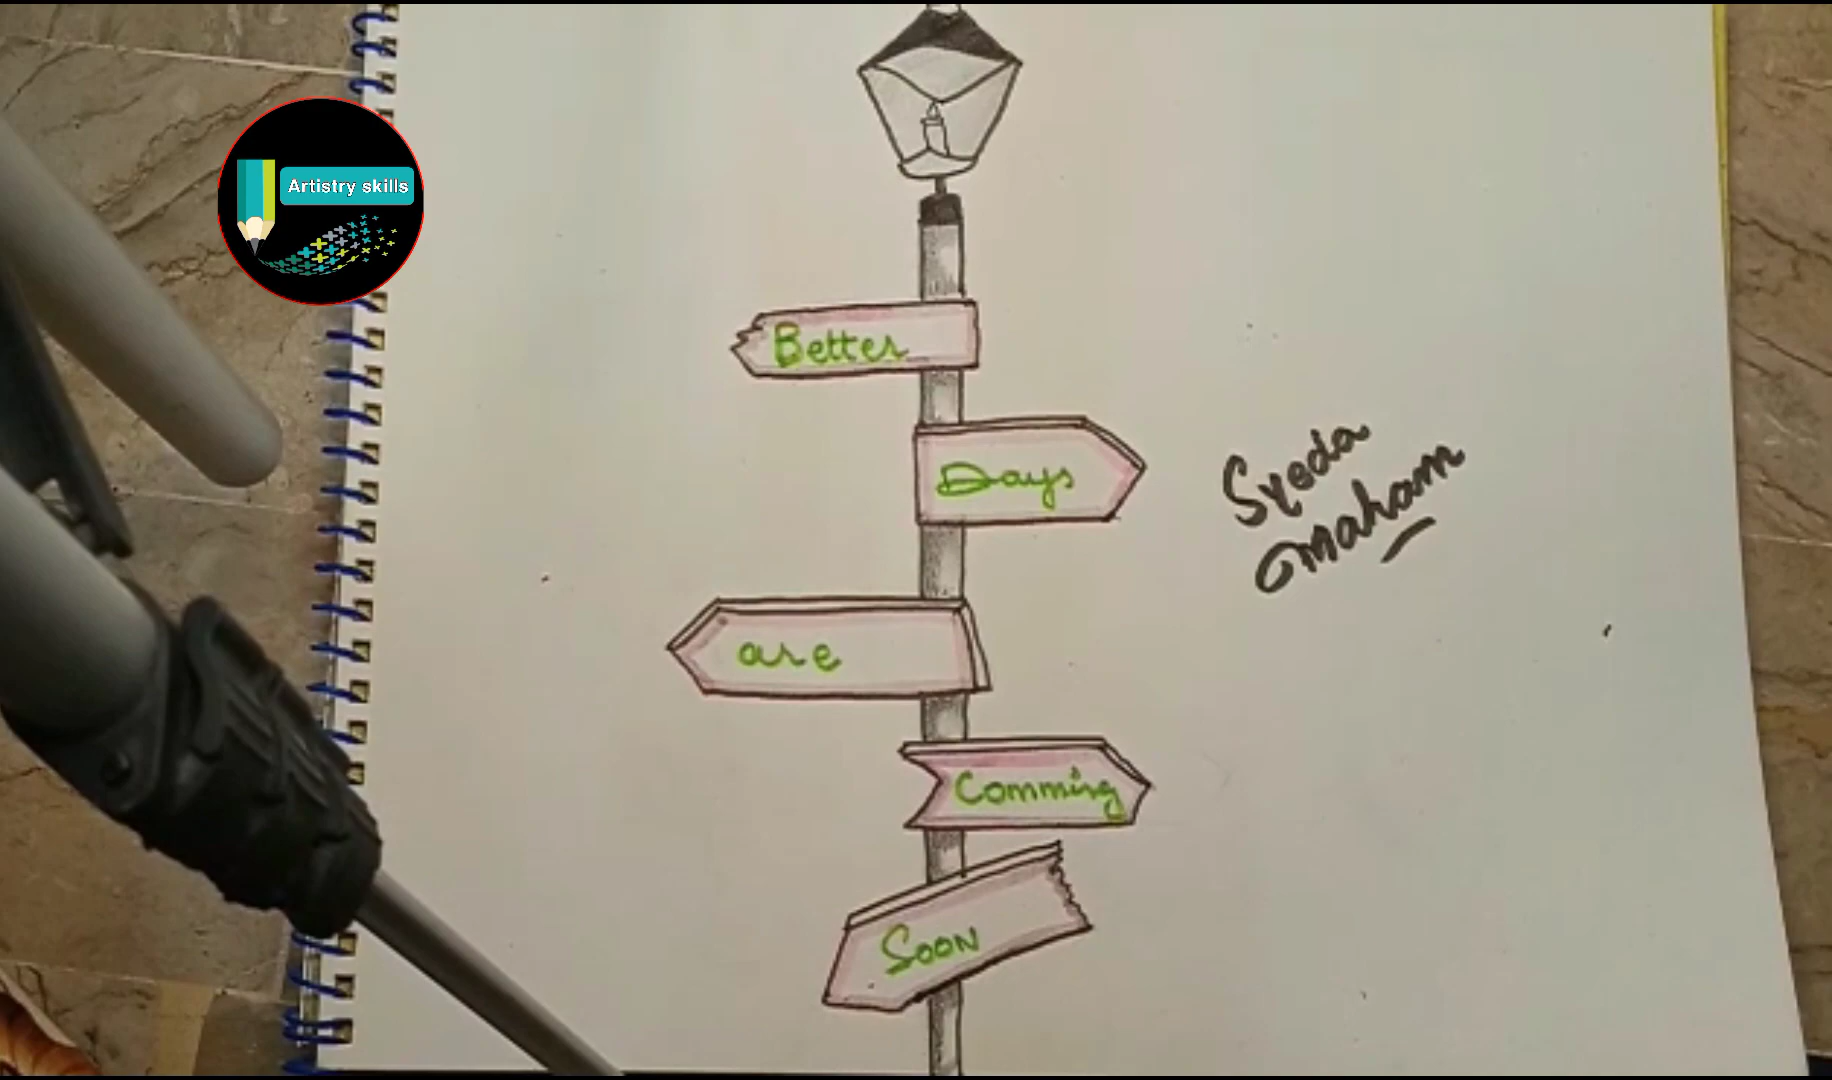 Artistry skills
Better
Days
are
Comming
Soon
Syeda
maham